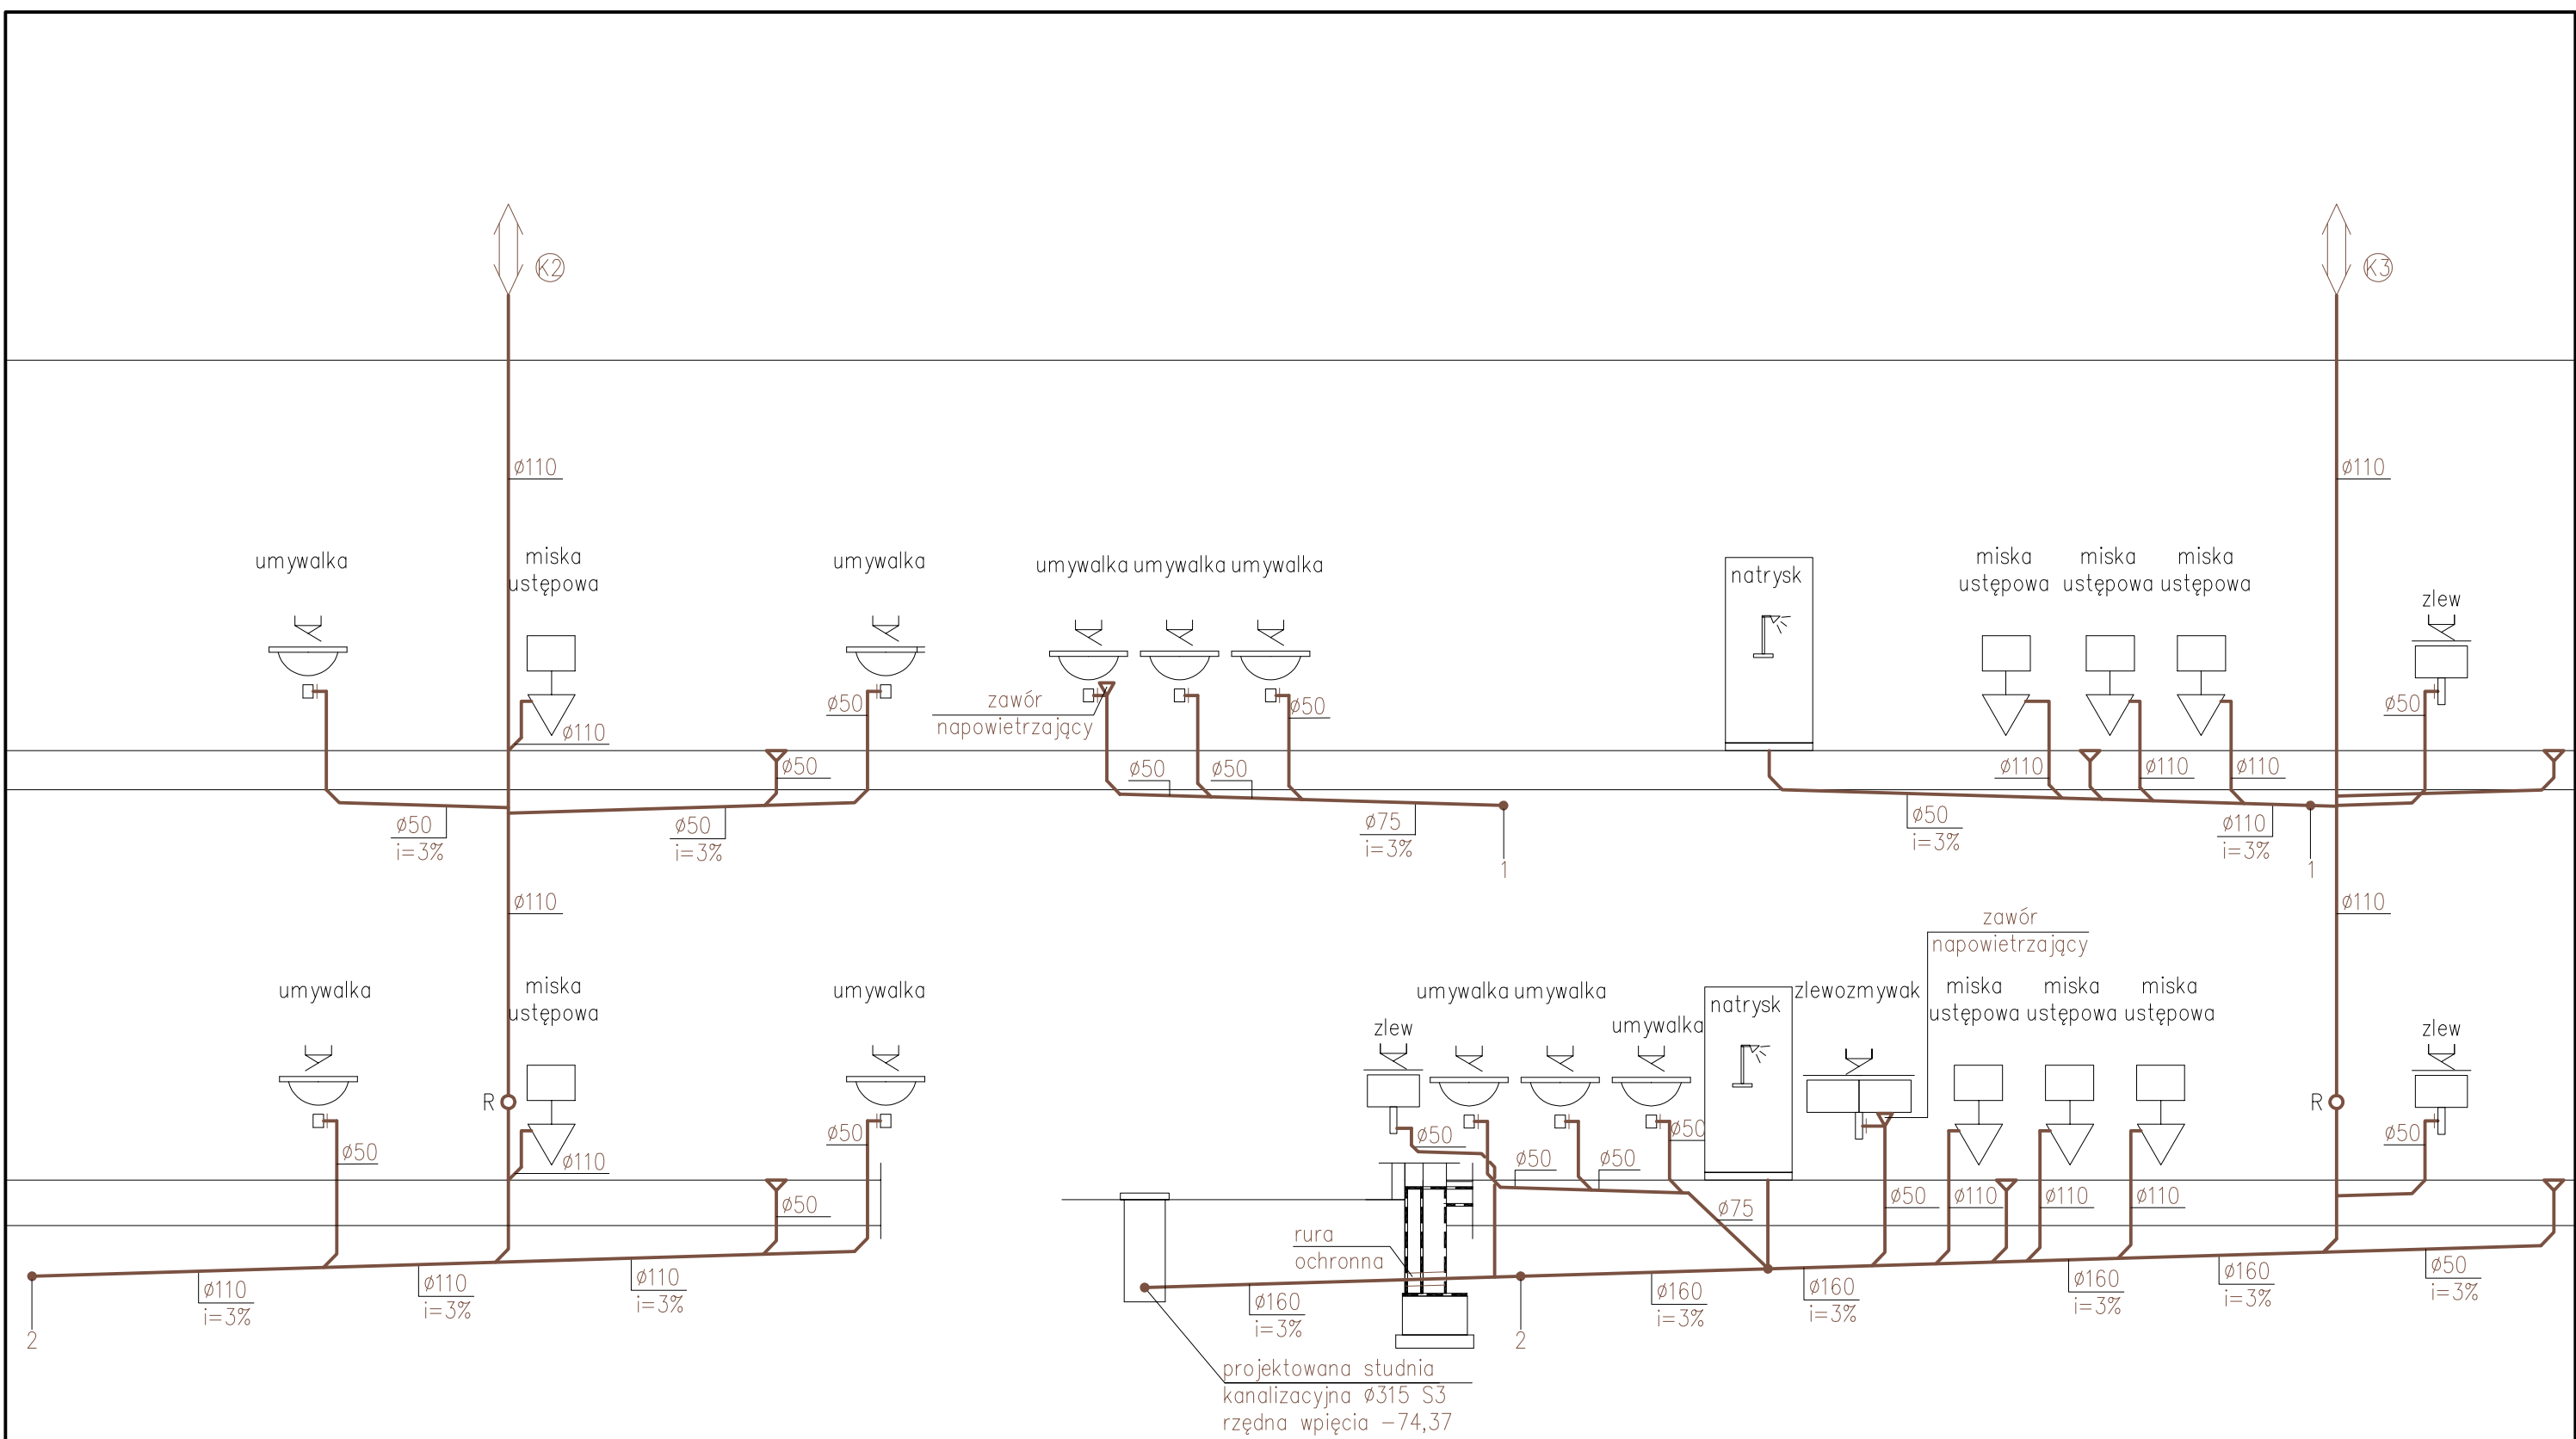 K2
K3
ø110
ø110
umywalka
miska
ustępowa
umywalka
umywalka umywalka umywalka
natrysk
miska
ustępowa
miska
ustępowa
miska
ustępowa
zlew
ø110
ø50
ø50
zawór
napowietrzający
ø50
ø50
ø50
ø110
ø110
ø110
ø50
ø50
i=3%
ø50
i=3%
ø75
i=3%
1
ø50
i=3%
ø110
i=3%
1
ø110
ø110
zawór
napowietrzający
umywalka
miska
ustępowa
umywalka
zlew
umywalka umywalka
umywalka
natrysk
zlewozmywak
miska
ustępowa
miska
ustępowa
miska
ustępowa
zlew
R
R
ø50
ø110
ø50
ø50
ø50
ø50
ø50
ø50
ø75
ø50
ø110
ø110
ø110
ø50
rura
ochronna
ø110
i=3%
ø110
i=3%
ø110
i=3%
2
ø160
i=3%
2
ø160
i=3%
ø160
i=3%
ø160
i=3%
ø160
i=3%
ø50
i=3%
projektowana studnia
kanalizacyjna ø315 S3
rzędna wpięcia -74,37